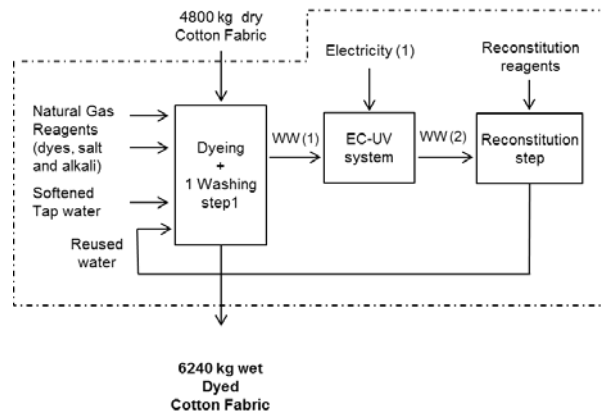 4800 kg dry
Cotton Fabric
Electricity (1)
Reconstitution
reagents
Natural Gas
Reagents
(dyes, salt
and alkali)
Softened
Tap water
Reused
water
Dyeing
+
1 Washing
step1
WW (1)
EC-UV
system
WW (2)
Reconstitution
step
6240 kg wet
Dyed
Cotton Fabric